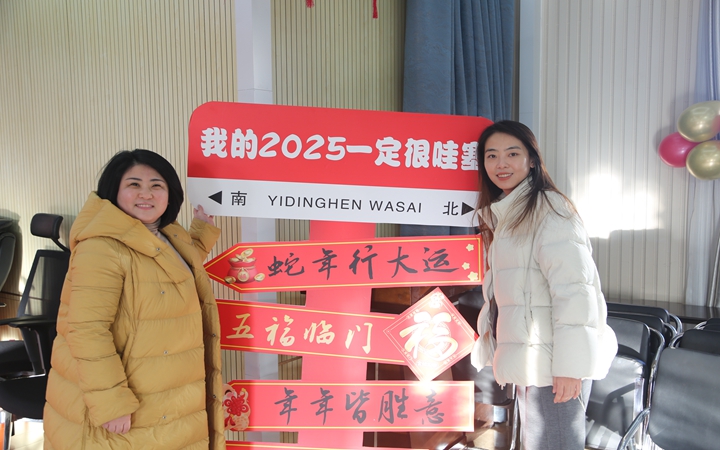 我的2025一定很哇塞
南 YIDINGHEN WASAI 北
蛇年行大运
五福临门 福
年年皆胜意